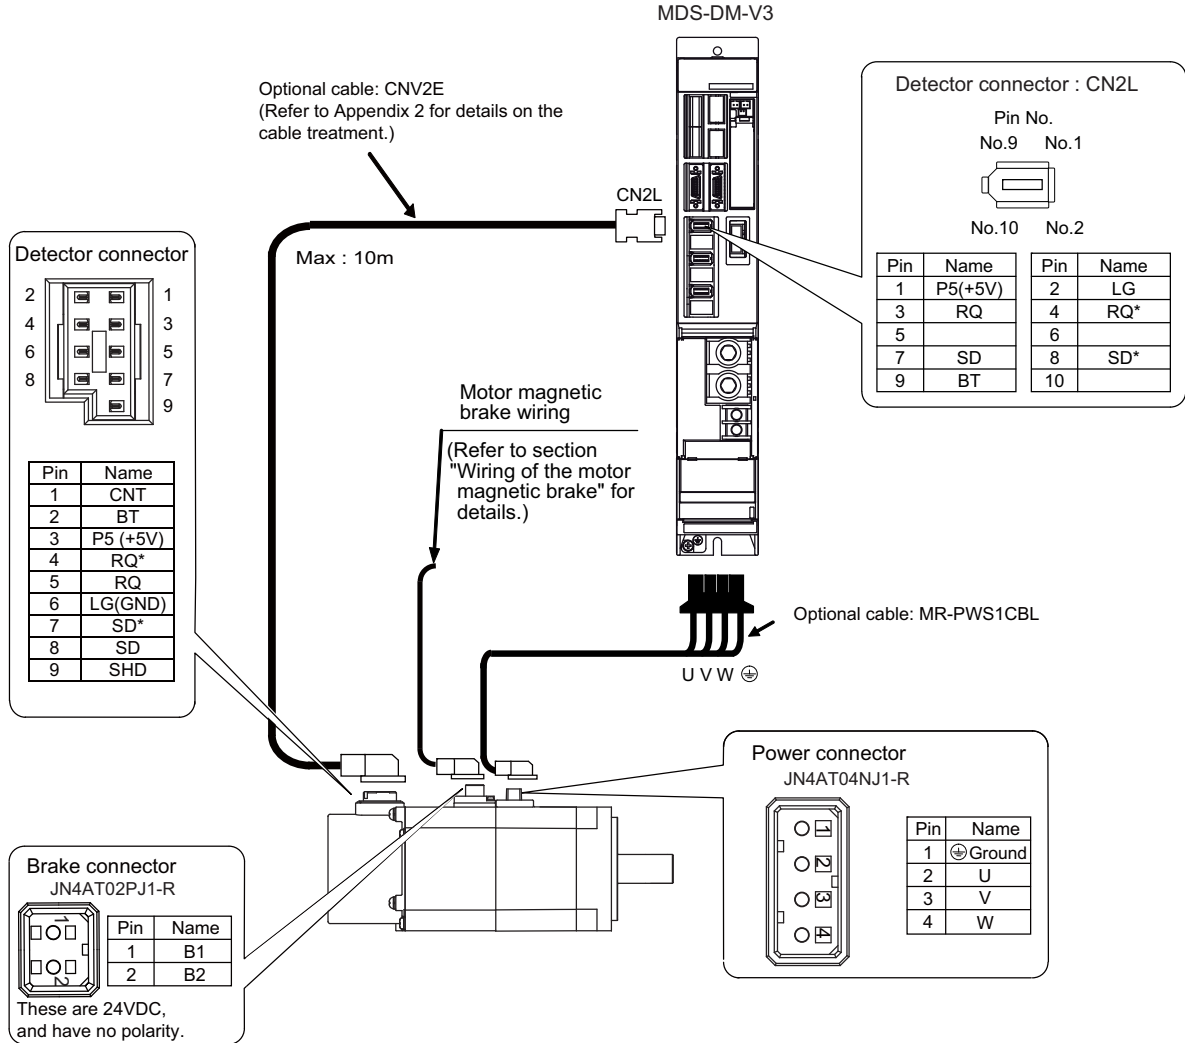 MDS-DM-V3
Optional cable: CNV2E
(Refer to Appendix 2 for details on the
cable treatment.)
CN2L
Max : 10m
Detector connector : CN2L
Pin No.
No.9 No.1
No.10 No.2
Pin Name Pin Name
1 P5(+5V) 2 LG
3 RQ 4 RQ*
5 6
7 SD 8 SD*
9 BT 10
Detector connector
2 1
4 3
6 5
8 7
9
Pin Name
1 CNT
2 BT
3 P5 (+5V)
4 RQ*
5 RQ
6 LG(GND)
7 SD*
8 SD
9 SHD
Motor magnetic
brake wiring
(Refer to section
"Wiring of the motor
magnetic brake" for
details.)
Optional cable: MR-PWS1CBL
U V W
Brake connector
JN4AT02PJ1-R
1
2
Pin Name
1 B1
2 B2
These are 24VDC,
and have no polarity.
Power connector
JN4AT04NJ1-R
1
2
3
4
Pin Name
1 Ground
2 U
3 V
4 W